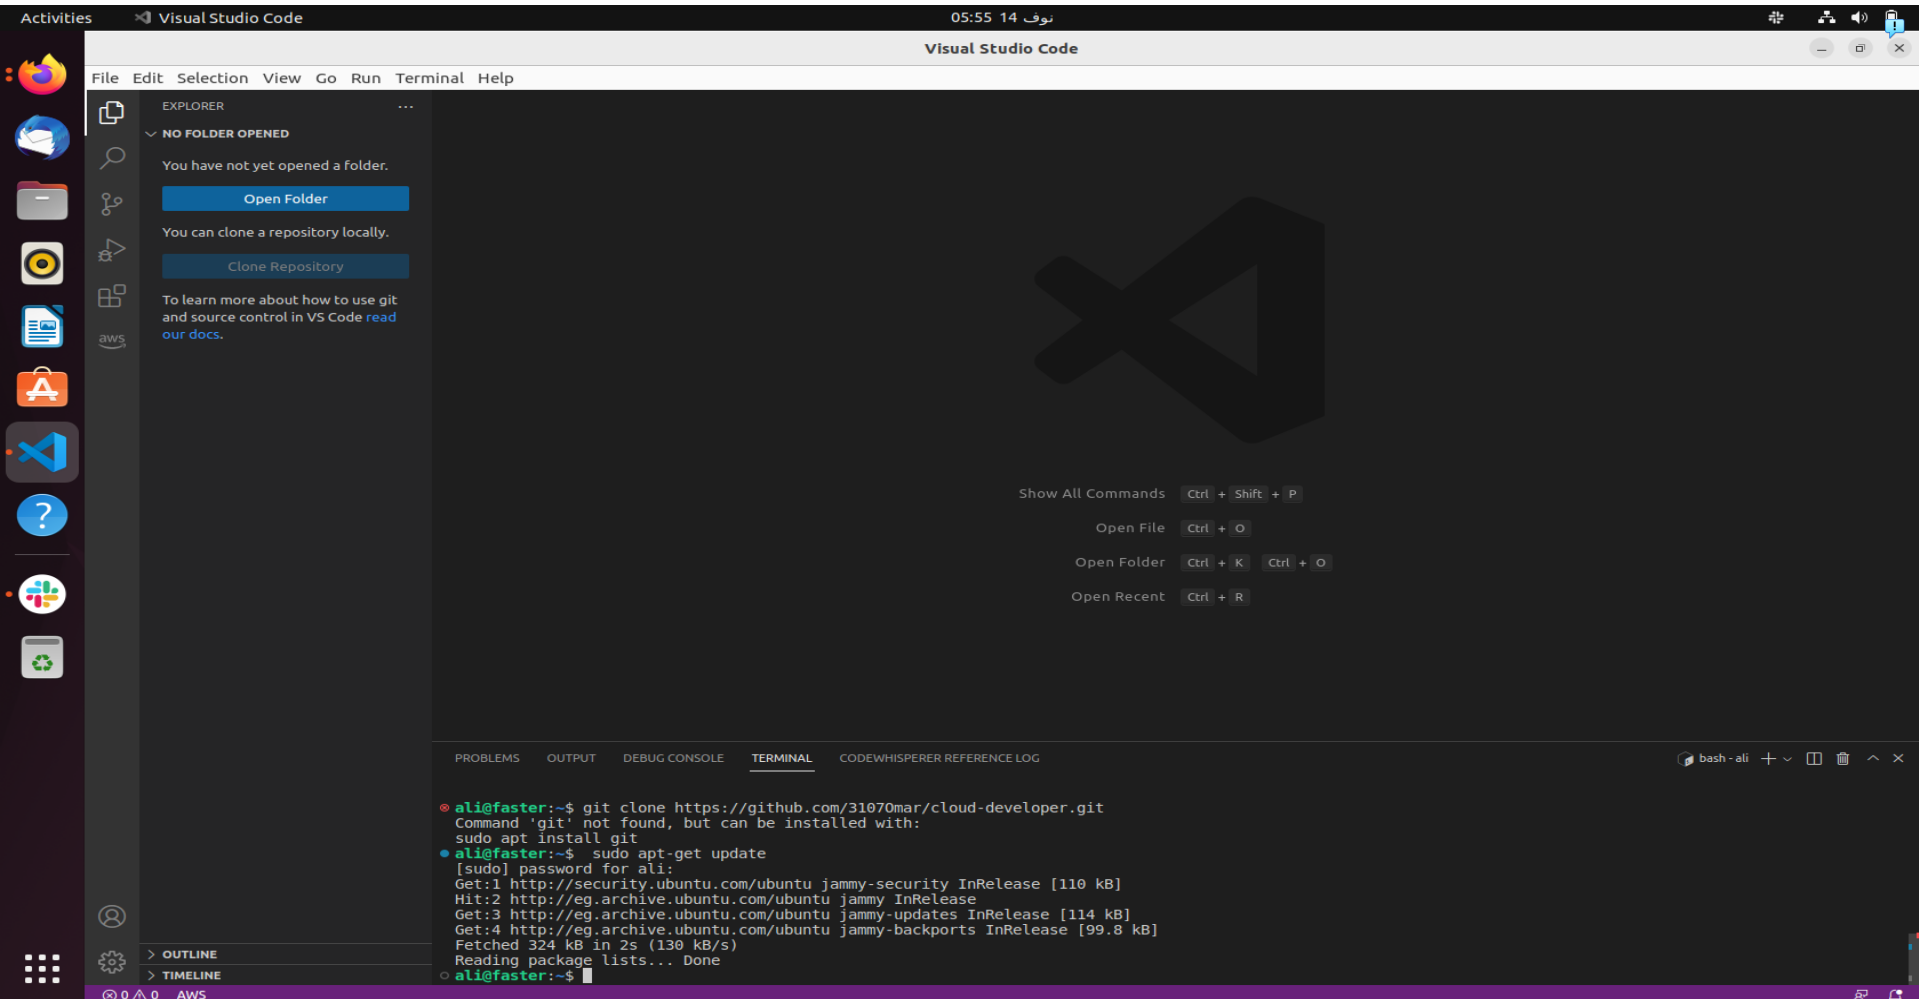 Activities
Visual Studio Code
05:55 14 نوف
Visual Studio Code
File Edit Selection View Go Run Terminal Help
EXPLORER
NO FOLDER OPENED
You have not yet opened a folder.
Open Folder
You can clone a repository locally.
Clone Repository
To learn more about how to use git
and source control in VS Code read
our docs.
aws
Show All Commands Ctrl + Shift + P
Open File Ctrl + O
Open Folder Ctrl + K Ctrl + O
Open Recent Ctrl + R
PROBLEMS OUTPUT DEBUG CONSOLE TERMINAL CODEWHISPERER REFERENCE LOG
bash - ali
ali@faster:~$ git clone https://github.com/3107Omar/cloud-developer.git
Command 'git' not found, but can be installed with:
sudo apt install git
ali@faster:~$ sudo apt-get update
[sudo] password for ali:
Get:1 http://security.ubuntu.com/ubuntu jammy-security InRelease [110 kB]
Hit:2 http://eg.archive.ubuntu.com/ubuntu jammy InRelease
Get:3 http://eg.archive.ubuntu.com/ubuntu jammy-updates InRelease [114 kB]
Get:4 http://eg.archive.ubuntu.com/ubuntu jammy-backports InRelease [99.8 kB]
Fetched 324 kB in 2s (130 kB/s)
Reading package lists... Done
ali@faster:~$
OUTLINE
TIMELINE
0 0 AWS